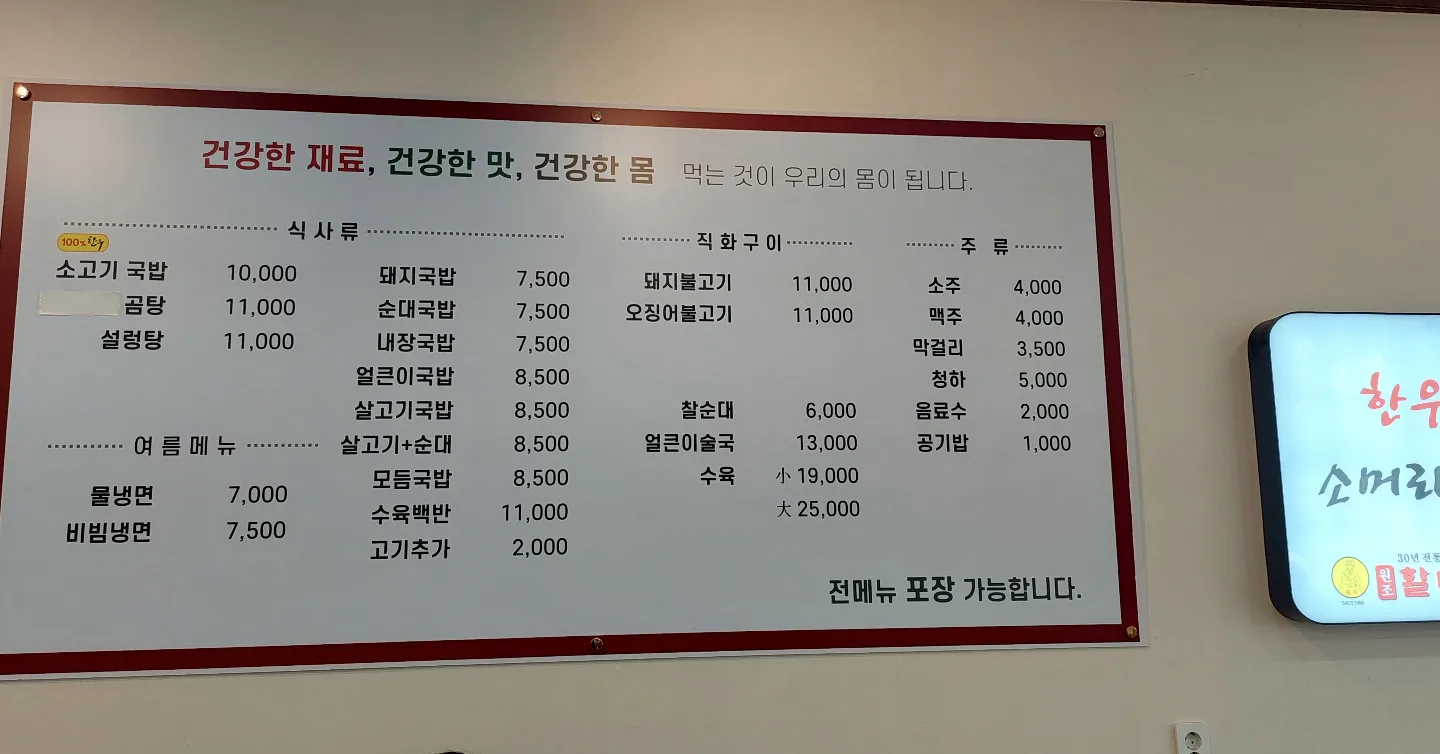 건강한 재료, 건강한 맛, 건강한 몸 먹는 것이 우리의 몸이 됩니다.
식사류
100% 한우
소고기 국밥 10,000
곰탕 11,000
설렁탕 11,000
여름메뉴
물냉면 7,000
비빔냉면 7,500
돼지국밥 7,500
순대국밥 7,500
내장국밥 7,500
얼큰이국밥 8,500
살고기국밥 8,500
살고기+순대 8,500
모듬국밥 8,500
수육백반 11,000
고기추가 2,000
직화구이
돼지불고기 11,000
오징어불고기 11,000
찰순대 6,000
얼큰이술국 13,000
수육 小 19,000
大 25,000
주 류
소주 4,000
맥주 4,000
막걸리 3,500
청하 5,000
음료수 2,000
공기밥 1,000
전메뉴 포장 가능합니다.
한우
소머리
30년 전통
원조